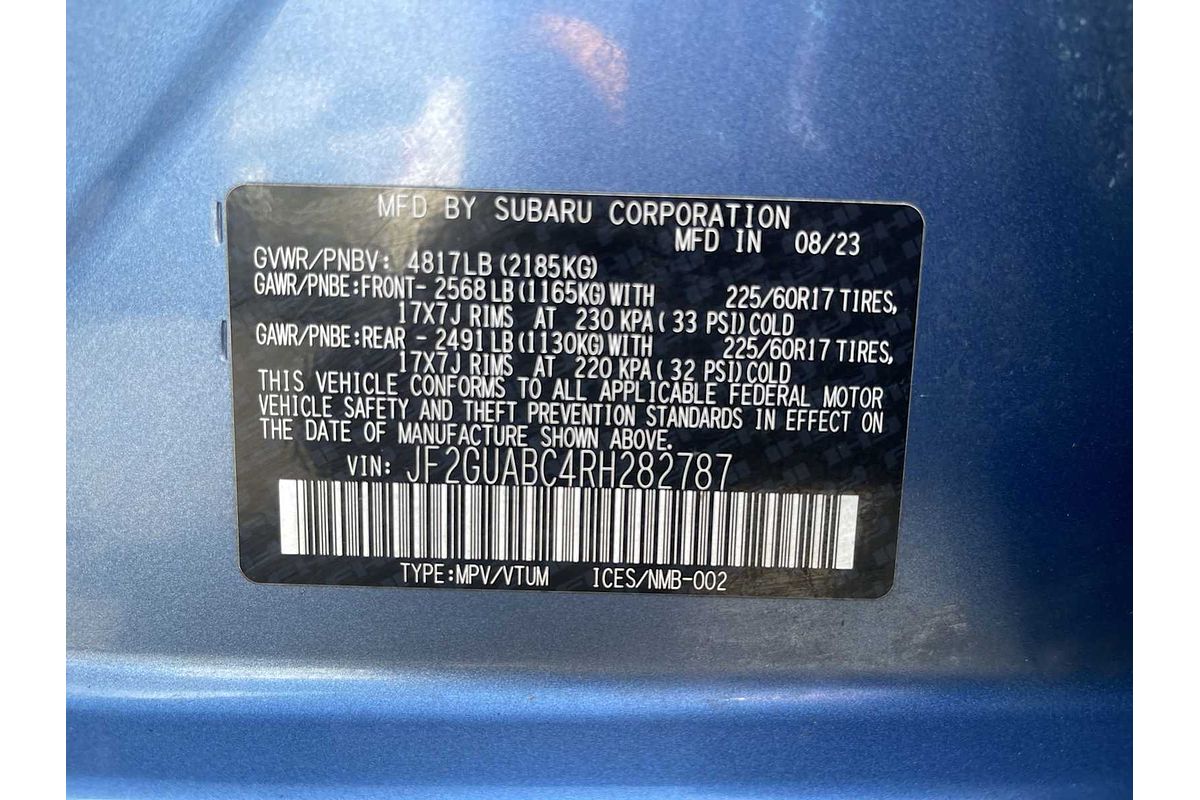 MFD BY SUBARU CORPORATION
MFD IN 08/23
GVWR/PNBV: 4817LB (2185KG)
GAWR/PNBE:FRONT- 2568 LB (1165KG) WITH 225/60R17 TIRES,
17X7J RIMS AT 230 KPA ( 33 PSI) COLD
GAWR/PNBE:REAR - 2491 LB (1130KG) WITH 225/60R17 TIRES,
17X7J RIMS AT 220 KPA ( 32 PSI) COLD
THIS VEHICLE CONFORMS TO ALL APPLICABLE FEDERAL MOTOR
VEHICLE SAFETY AND THEFT PREVENTION STANDARDS IN EFFECT ON
THE DATE OF MANUFACTURE SHOWN ABOVE.
VIN: JF2GUABC4RH282787
TYPE:MPV/VTUM ICES/NMB-002